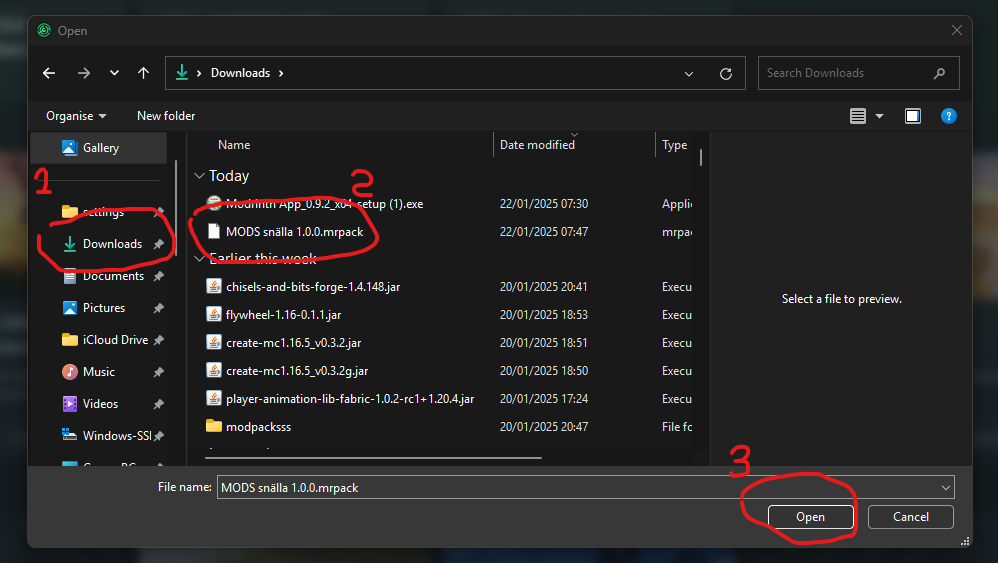 Open
Downloads
Search Downloads
Organise
New folder
?
Gallery
Name
Date modified
Type
1
Today
2
settings
Modrinth App_0.9.2_x64-setup (1).exe
22/01/2025 07:30
Applic
Downloads
MODS snälla 1.0.0.mrpack
22/01/2025 07:47
mrpa
Earlier this week
Documents
chisels-and-bits-forge-1.4.148.jar
20/01/2025 20:41
Execu
Select a file to preview.
Pictures
flywheel-1.16-0.1.1.jar
20/01/2025 18:53
Execu
iCloud Drive
create-mc1.16.5_v0.3.2.jar
20/01/2025 18:51
Execu
Music
create-mc1.16.5_v0.3.2g.jar
20/01/2025 18:50
Execu
Videos
player-animation-lib-fabric-1.0.2-rc1+1.20.4.jar
20/01/2025 17:24
Execu
Windows-SSI
modpacksss
20/01/2025 20:47
File fo
3
File name:
MODS snälla 1.0.0.mrpack
Open
Cancel